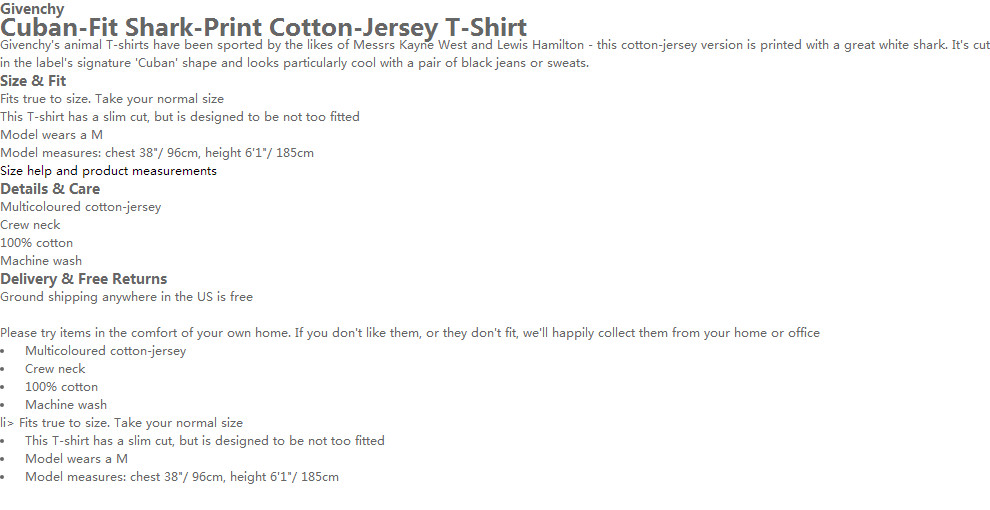 Givenchy
Cuban-Fit Shark-Print Cotton-Jersey T-Shirt
Givenchy's animal T-shirts have been sported by the likes of Messrs Kayne West and Lewis Hamilton - this cotton-jersey version is printed with a great white shark. It's cut
in the label's signature 'Cuban' shape and looks particularly cool with a pair of black jeans or sweats.
Size & Fit
Fits true to size. Take your normal size
This T-shirt has a slim cut, but is designed to be not too fitted
Model wears a M
Model measures: chest 38"/ 96cm, height 6'1"/ 185cm
Size help and product measurements
Details & Care
Multicoloured cotton-jersey
Crew neck
100% cotton
Machine wash
Delivery & Free Returns
Ground shipping anywhere in the US is free
Please try items in the comfort of your own home. If you don't like them, or they don't fit, we'll happily collect them from your home or office
• Multicoloured cotton-jersey
• Crew neck
• 100% cotton
• Machine wash
li> Fits true to size. Take your normal size
• This T-shirt has a slim cut, but is designed to be not too fitted
• Model wears a M
• Model measures: chest 38"/ 96cm, height 6'1"/ 185cm